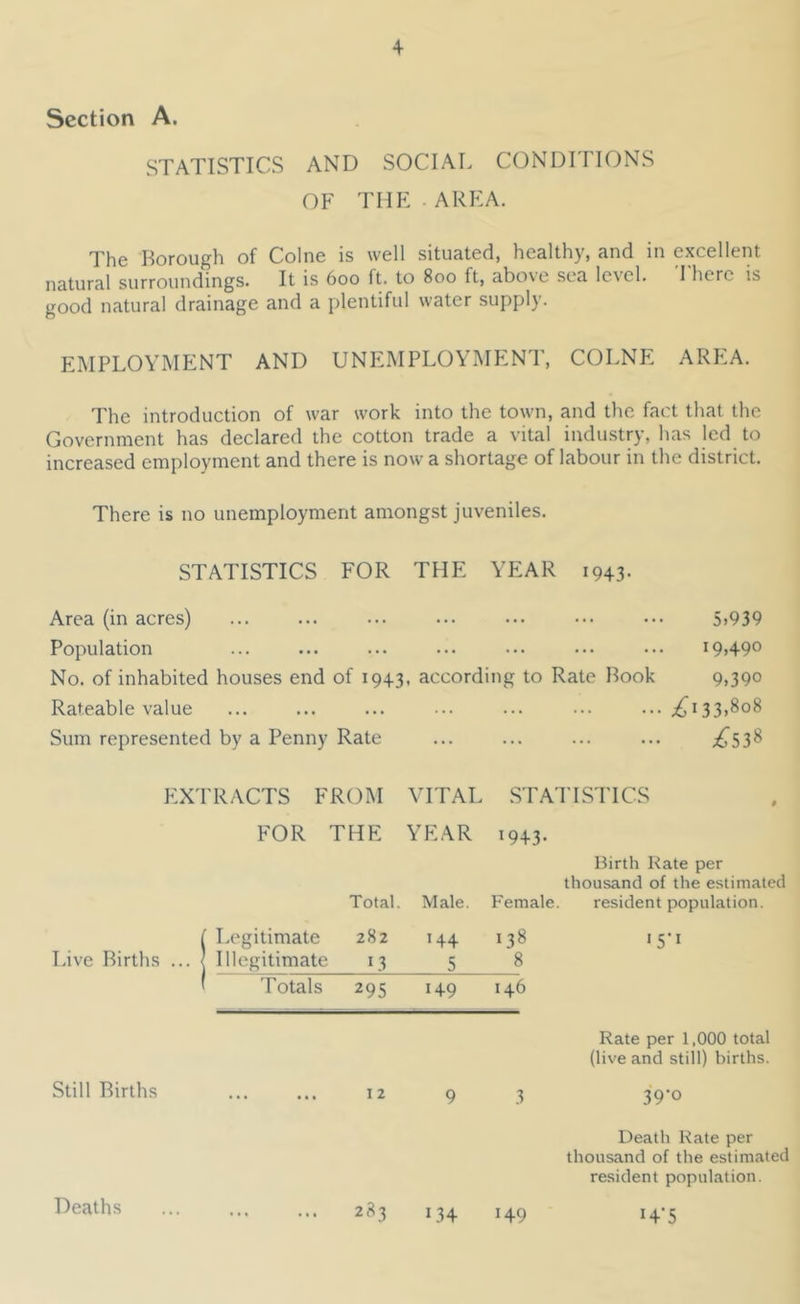 4
Section A.
STATISTICS AND SOCIAL CONDITIONS
OF THE AREA.
The Borough of Colne is well situated, healthy, and in excellent
natural surroundings. It is 600 ft. to 800 ft, above sea level. There is
good natural drainage and a plentiful water supply.
EMPLOYMENT AND UNEMPLOYMENT, COLNE AREA.
The introduction of war work into the town, and the fact that the
Government has declared the cotton trade a vital industry, has led to
increased employment and there is now a shortage of labour in the district.
There is no unemployment amongst juveniles.
STATISTICS FOR THE YEAR 1943.
Area (in acres) ... ... ... ... ... ... ... 5,939
Population ... ... ... ... ... ... ... 19,490
No. of inhabited houses end of 1943, according to Rate Book 9,390
Rateable value ... ... ... ... ... ... ... £133,808
Sum represented by a Penny Rate ... ... ... ... £538
EXTRACTS FROM VITAL STATISTICS
FOR THE YEAR 1943.
Birth Rate per
thousand of the estimated
Total. Male. Female. resident population.
Legitimate 282 144 138 15·1
Live Births ... Illegitimate 13 5 8
Totals 295 149 146
Rate per 1,000 total
(live and still) births.
Still Births ... ... 12 9 3 39·0
Death Rate per
thousand of the estimated
resident population.
Deaths ... ... ... 283 134 149 14·5